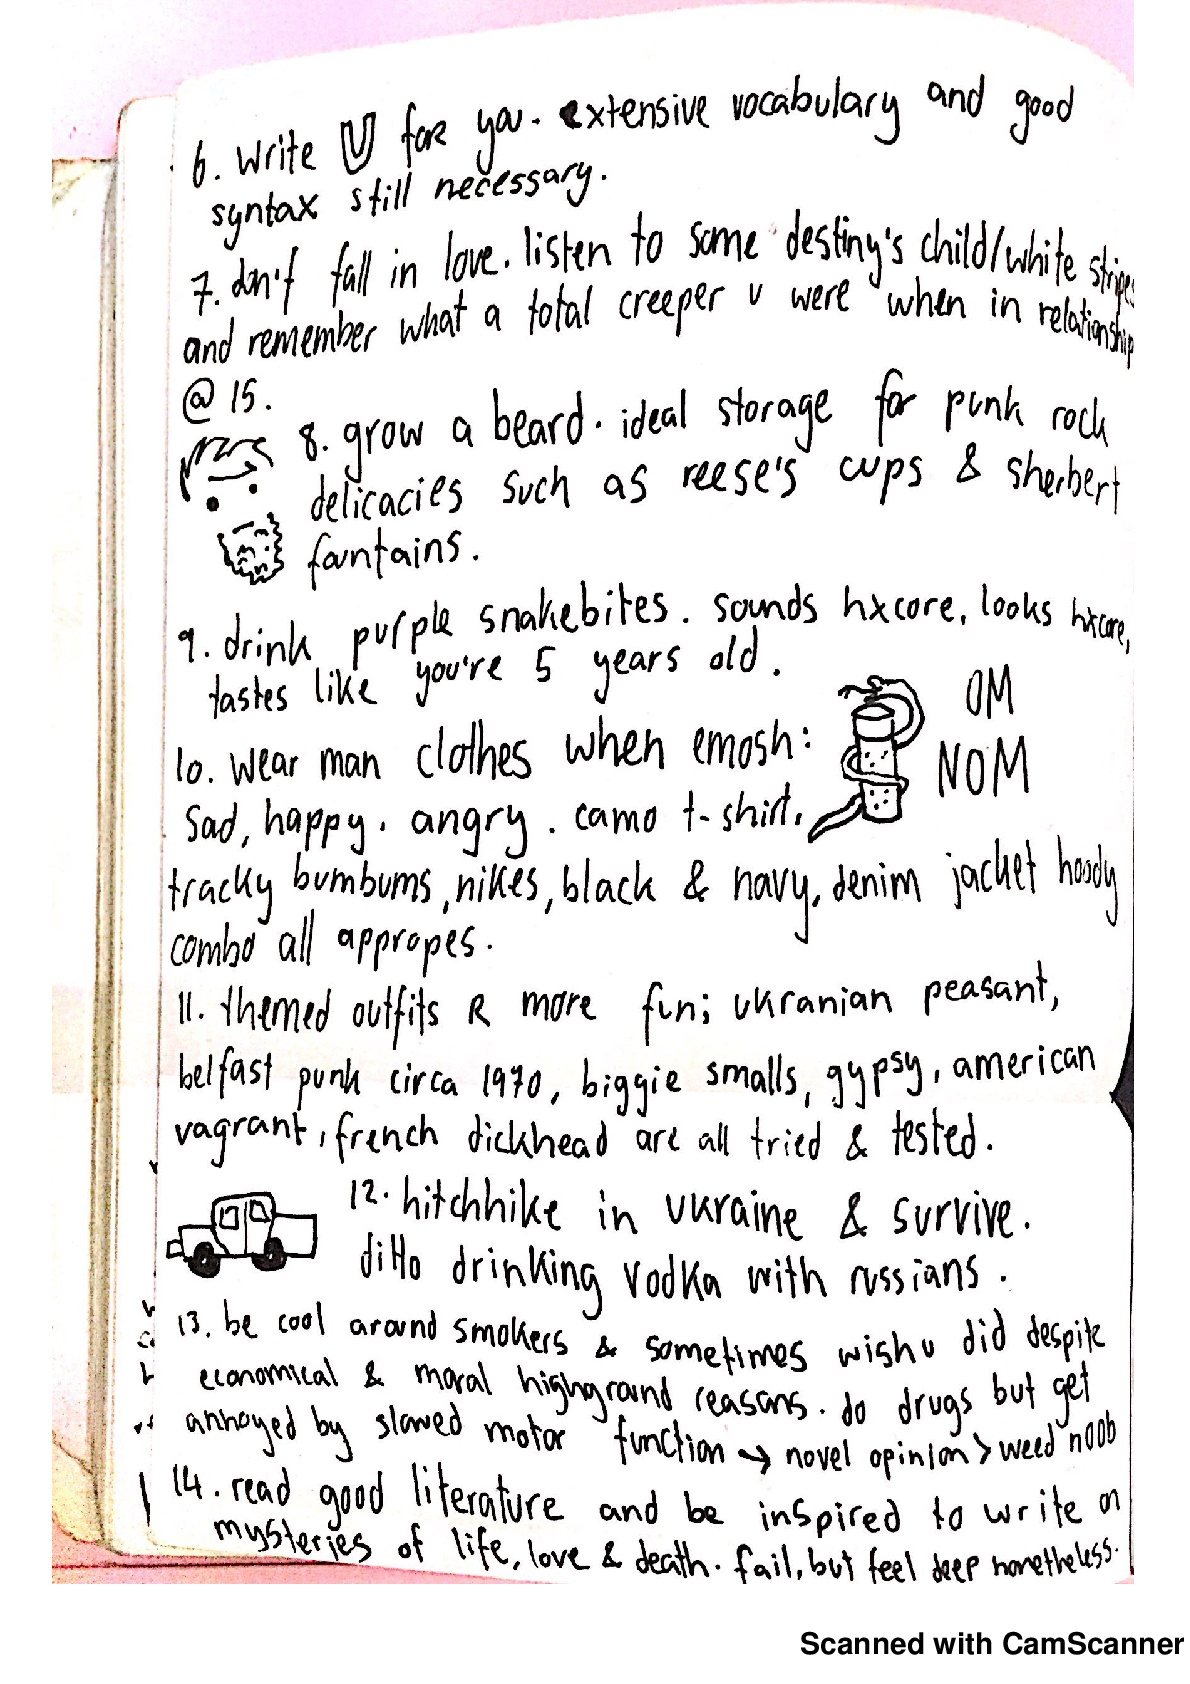 6. Write U for you. extensive vocabulary and good
syntax still necessary.
7. don't fall in love. listen to some destiny's child/white stripes
and remember what a total creeper u were when in relationship
@ 15.
8. grow a beard. ideal storage for punk rock
delicacies such as reese's cups & sherbert
fountains.
9. drink purple snakebites. sounds hxcore, looks hxcore,
tastes like you're 5 years old.
OM
NOM
10. wear man clothes when emosh:
sad, happy, angry. camo t-shirt,
tracky bumbums, nikes, black & navy, denim jacket hoody
combo all appropes.
11. themed outfits R more fun; ukranian peasant,
belfast punk circa 1970, biggie smalls, gypsy, american
vagrant, french dickhead are all tried & tested.
12. hitchhike in ukraine & survive.
ditto drinking vodka with russians.
13. be cool around smokers & sometimes wish u did despite
economical & moral highground reasons. do drugs but get
annoyed by slowed motor function → novel opinion > weed noob
14. read good literature and be inspired to write on
mysteries of life, love & death. fail, but feel deep nonetheless.
Scanned with CamScanner